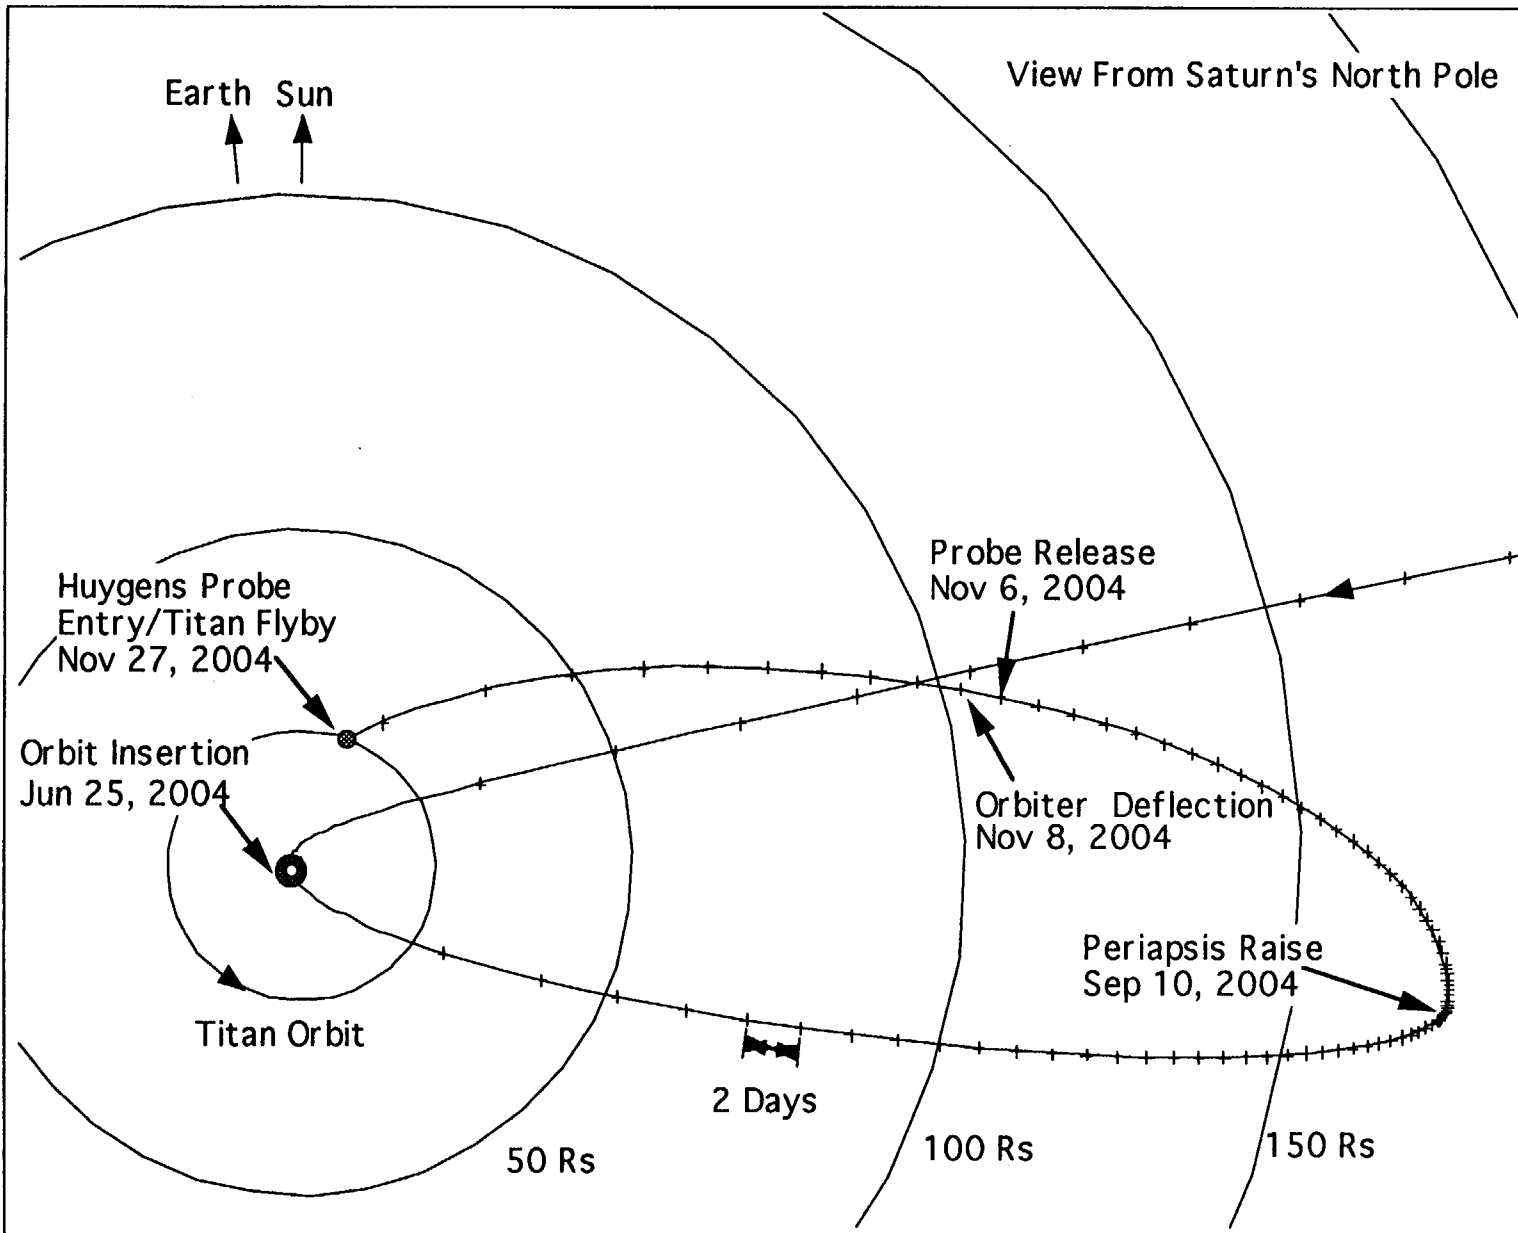 View From Saturn's North Pole
Earth Sun
Probe Release
Nov 6, 2004
Huygens Probe
Entry/Titan Flyby
Nov 27, 2004
Orbit Insertion
Jun 25, 2004
Orbiter Deflection
Nov 8, 2004
Periapsis Raise
Sep 10, 2004
Titan Orbit
2 Days
50 Rs
100 Rs
150 Rs